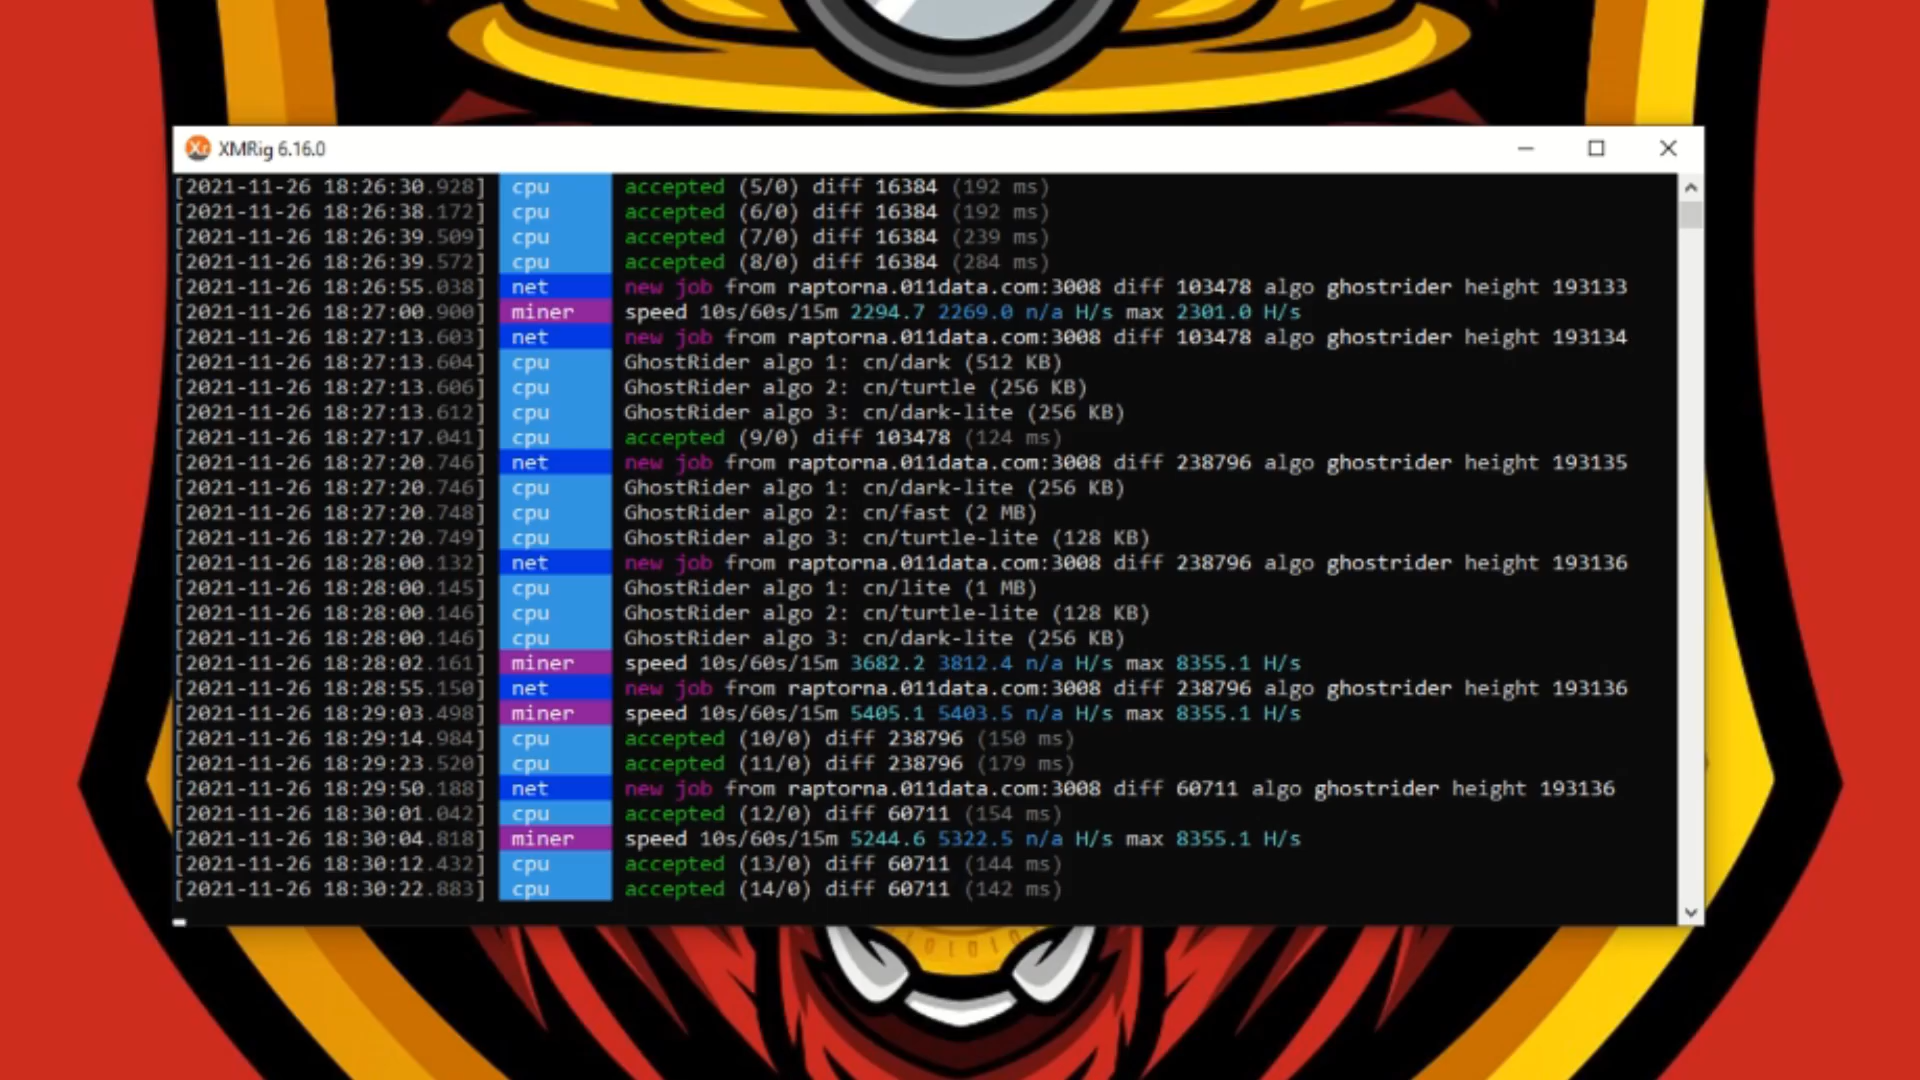 XMRig 6.16.0
[2021-11-26 18:26:30.928] cpu accepted (5/0) diff 16384 (192 ms)
[2021-11-26 18:26:38.172] cpu accepted (6/0) diff 16384 (192 ms)
[2021-11-26 18:26:39.509] cpu accepted (7/0) diff 16384 (239 ms)
[2021-11-26 18:26:39.572] cpu accepted (8/0) diff 16384 (284 ms)
[2021-11-26 18:26:55.038] net new job from raptorna.011data.com:3008 diff 103478 algo ghostrider height 193133
[2021-11-26 18:27:00.900] miner speed 10s/60s/15m 2294.7 2269.0 n/a H/s max 2301.0 H/s
[2021-11-26 18:27:13.603] net new job from raptorna.011data.com:3008 diff 103478 algo ghostrider height 193134
[2021-11-26 18:27:13.604] cpu GhostRider algo 1: cn/dark (512 KB)
[2021-11-26 18:27:13.606] cpu GhostRider algo 2: cn/turtle (256 KB)
[2021-11-26 18:27:13.612] cpu GhostRider algo 3: cn/dark-lite (256 KB)
[2021-11-26 18:27:17.041] cpu accepted (9/0) diff 103478 (124 ms)
[2021-11-26 18:27:20.746] net new job from raptorna.011data.com:3008 diff 238796 algo ghostrider height 193135
[2021-11-26 18:27:20.746] cpu GhostRider algo 1: cn/dark-lite (256 KB)
[2021-11-26 18:27:20.748] cpu GhostRider algo 2: cn/fast (2 MB)
[2021-11-26 18:27:20.749] cpu GhostRider algo 3: cn/turtle-lite (128 KB)
[2021-11-26 18:28:00.132] net new job from raptorna.011data.com:3008 diff 238796 algo ghostrider height 193136
[2021-11-26 18:28:00.145] cpu GhostRider algo 1: cn/lite (1 MB)
[2021-11-26 18:28:00.146] cpu GhostRider algo 2: cn/turtle-lite (128 KB)
[2021-11-26 18:28:00.146] cpu GhostRider algo 3: cn/dark-lite (256 KB)
[2021-11-26 18:28:02.161] miner speed 10s/60s/15m 3682.2 3812.4 n/a H/s max 8355.1 H/s
[2021-11-26 18:28:55.150] net new job from raptorna.011data.com:3008 diff 238796 algo ghostrider height 193136
[2021-11-26 18:29:03.498] miner speed 10s/60s/15m 5405.1 5403.5 n/a H/s max 8355.1 H/s
[2021-11-26 18:29:14.984] cpu accepted (10/0) diff 238796 (150 ms)
[2021-11-26 18:29:23.520] cpu accepted (11/0) diff 238796 (179 ms)
[2021-11-26 18:29:50.188] net new job from raptorna.011data.com:3008 diff 60711 algo ghostrider height 193136
[2021-11-26 18:30:01.042] cpu accepted (12/0) diff 60711 (154 ms)
[2021-11-26 18:30:04.818] miner speed 10s/60s/15m 5244.6 5322.5 n/a H/s max 8355.1 H/s
[2021-11-26 18:30:12.432] cpu accepted (13/0) diff 60711 (144 ms)
[2021-11-26 18:30:22.883] cpu accepted (14/0) diff 60711 (142 ms)